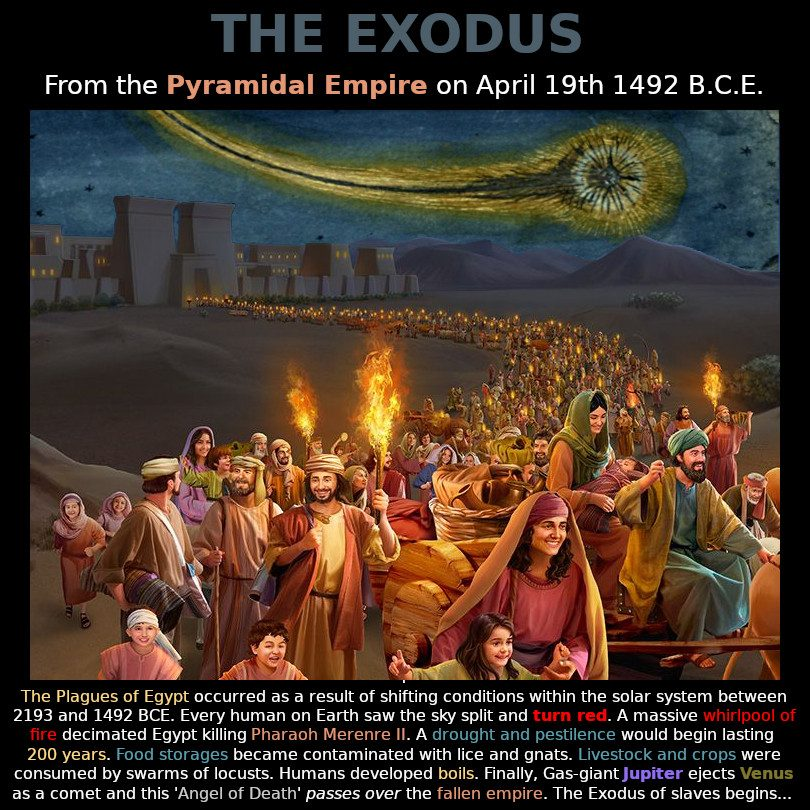 THE EXODUS
From the Pyramidal Empire on April 19th 1492 B.C.E.
The Plagues of Egypt occurred as a result of shifting conditions within the solar system between
2193 and 1492 BCE. Every human on Earth saw the sky split and turn red. A massive whirlpool of
fire decimated Egypt killing Pharaoh Merenre II. A drought and pestilence would begin lasting
200 years. Food storages became contaminated with lice and gnats. Livestock and crops were
consumed by swarms of locusts. Humans developed boils. Finally, Gas-giant Jupiter ejects Venus
as a comet and this 'Angel of Death' passes over the fallen empire. The Exodus of slaves begins...